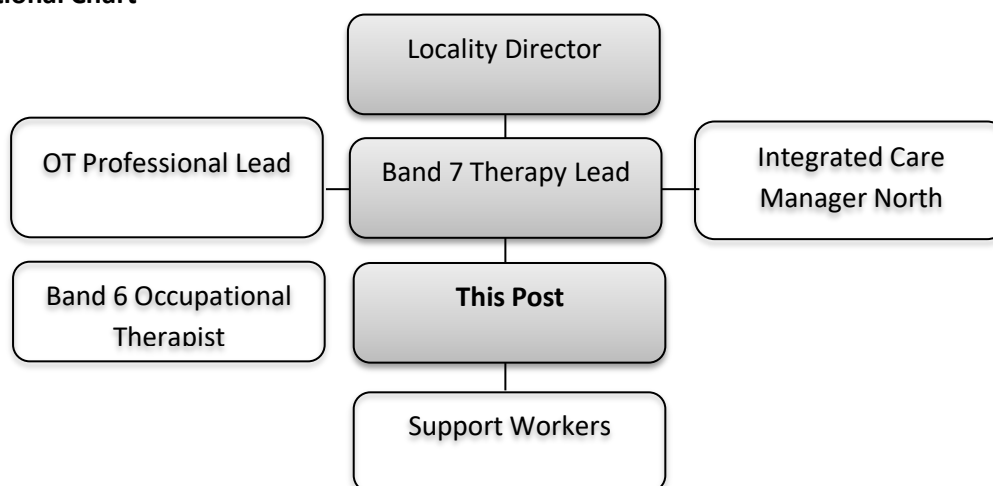 Locality Director
OT Professional Lead
Band 7 Therapy Lead
Integrated Care
Manager North
Band 6 Occupational
Therapist
This Post
Support Workers